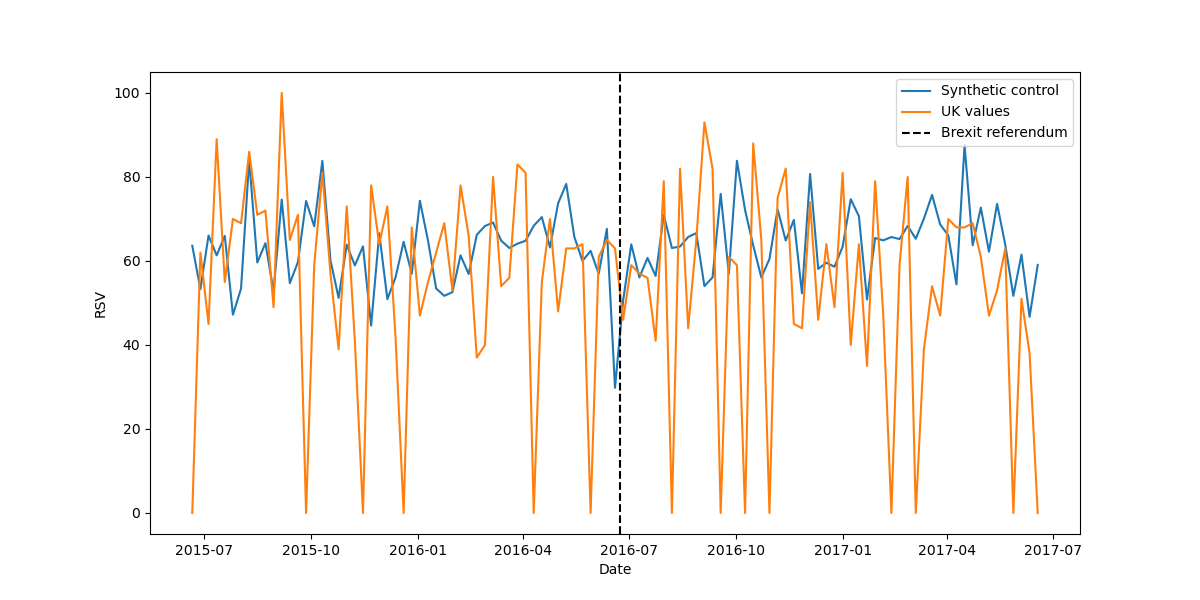 Synthetic control
UK values
Brexit referendum
RSV
100
80
60
40
20
0
2015-07 2015-10 2016-01 2016-04 2016-07 2016-10 2017-01 2017-04 2017-07
Date